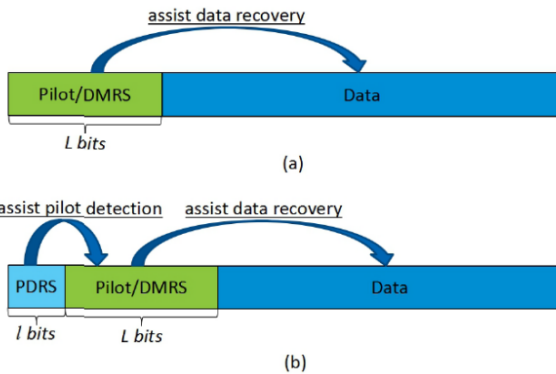 assist data recovery
Pilot/DMRS Data
L bits
(a)
assist pilot detection assist data recovery
PDRS Pilot/DMRS Data
l bits L bits
(b)